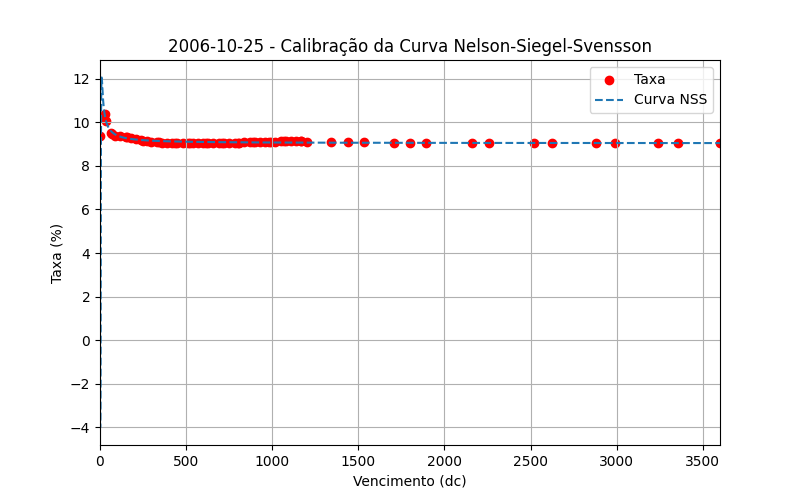 2006-10-25 - Calibração da Curva Nelson-Siegel-Svensson
Taxa
Curva NSS
Taxa (%)
12
10
8
6
4
2
0
−2
−4
0 500 1000 1500 2000 2500 3000 3500
Vencimento (dc)